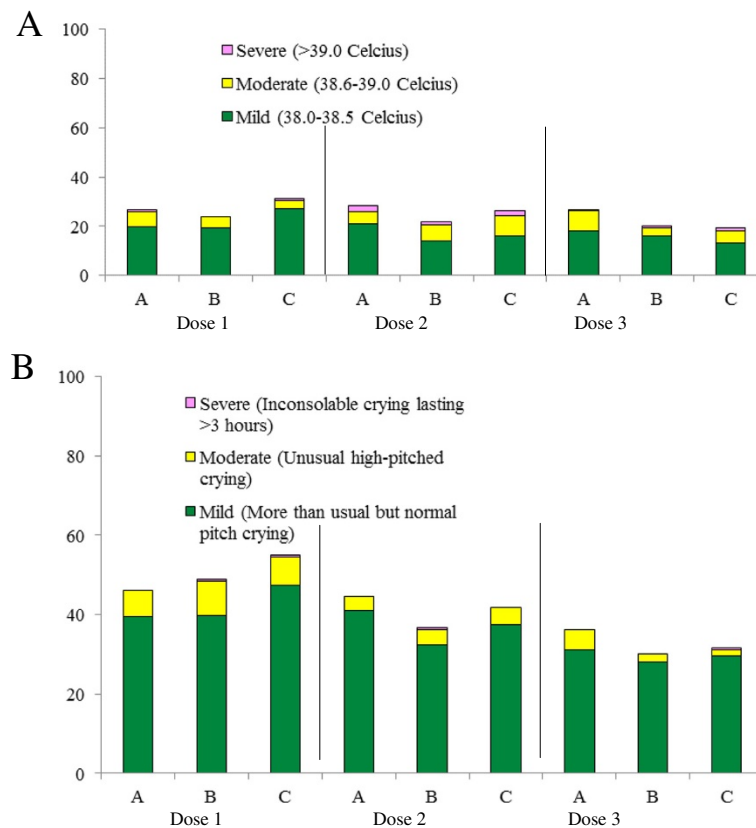 A
100
80
60
40
20
0
Severe (>39.0 Celcius)
Moderate (38.6-39.0 Celcius)
Mild (38.0-38.5 Celcius)
A B C A B C A B C
Dose 1 Dose 2 Dose 3
B
100
80
60
40
20
0
Severe (Inconsolable crying lasting
>3 hours)
Moderate (Unusual high-pitched
crying)
Mild (More than usual but normal
pitch crying)
A B C A B C A B C
Dose 1 Dose 2 Dose 3